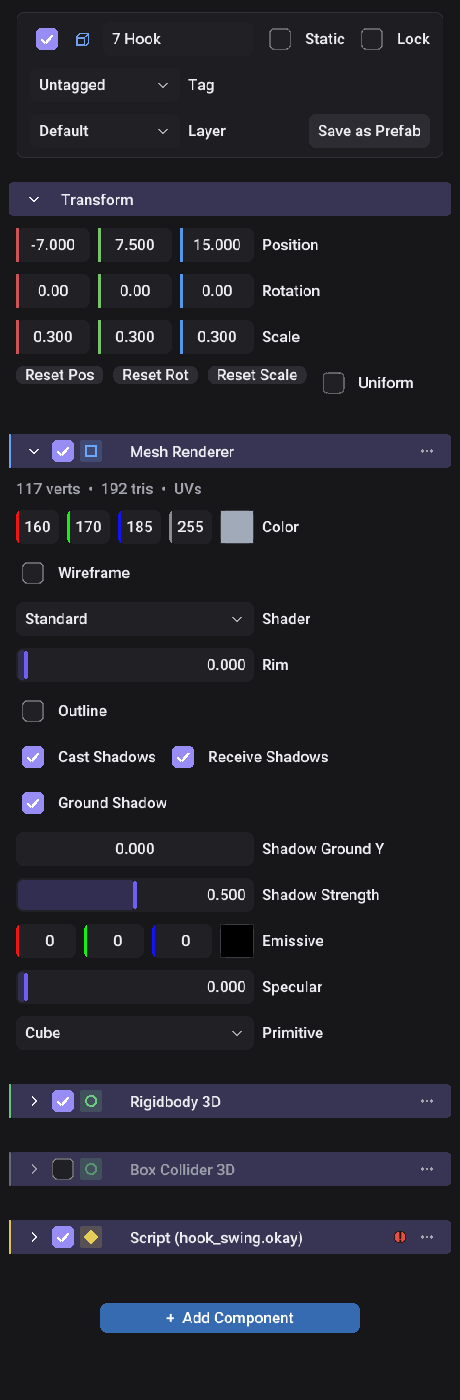 7 Hook Static Lock
Untagged Tag
Default Layer Save as Prefab
Transform
-7.000 7.500 15.000 Position
0.00 0.00 0.00 Rotation
0.300 0.300 0.300 Scale
Reset Pos Reset Rot Reset Scale Uniform
Mesh Renderer ...
117 verts • 192 tris • UVs
160 170 185 255 Color
Wireframe
Standard Shader
0.000 Rim
Outline
Cast Shadows Receive Shadows
Ground Shadow
0.000 Shadow Ground Y
0.500 Shadow Strength
0 0 0 Emissive
0.000 Specular
Cube Primitive
Rigidbody 3D ...
Box Collider 3D ...
Script (hook_swing.okay) ...
+ Add Component